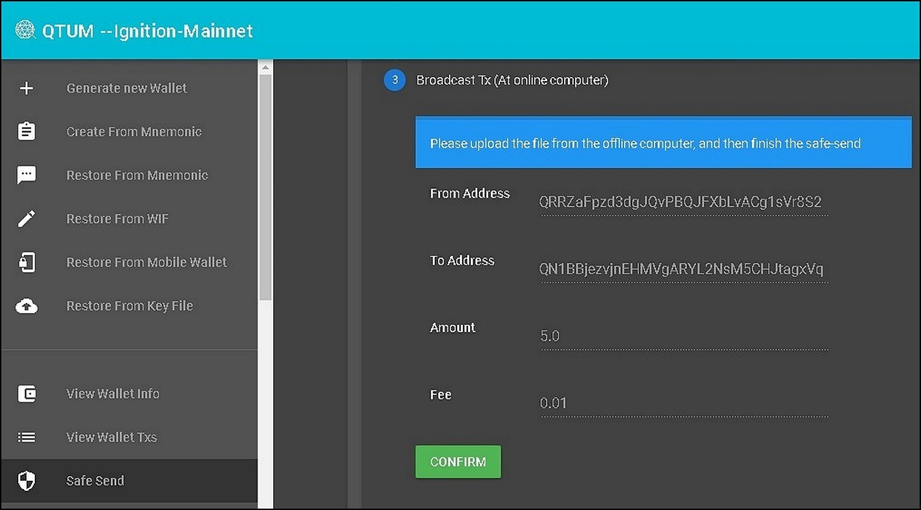 QTUM --Ignition-Mainnet
Generate new Wallet
Create From Mnemonic
Restore From Mnemonic
Restore From WIF
Restore From Mobile Wallet
Restore From Key File
View Wallet Info
View Wallet Txs
Safe Send
3 Broadcast Tx (At online computer)
Please upload the file from the offline computer, and then finish the safe-send
From Address QRRZaFpzd3dgJQvPBQJFXbLvACg1sVr8S2
To Address QN1BBjezvjnEHMVgARYL2NsM5CHJtagxVq
Amount 5.0
Fee 0.01
CONFIRM